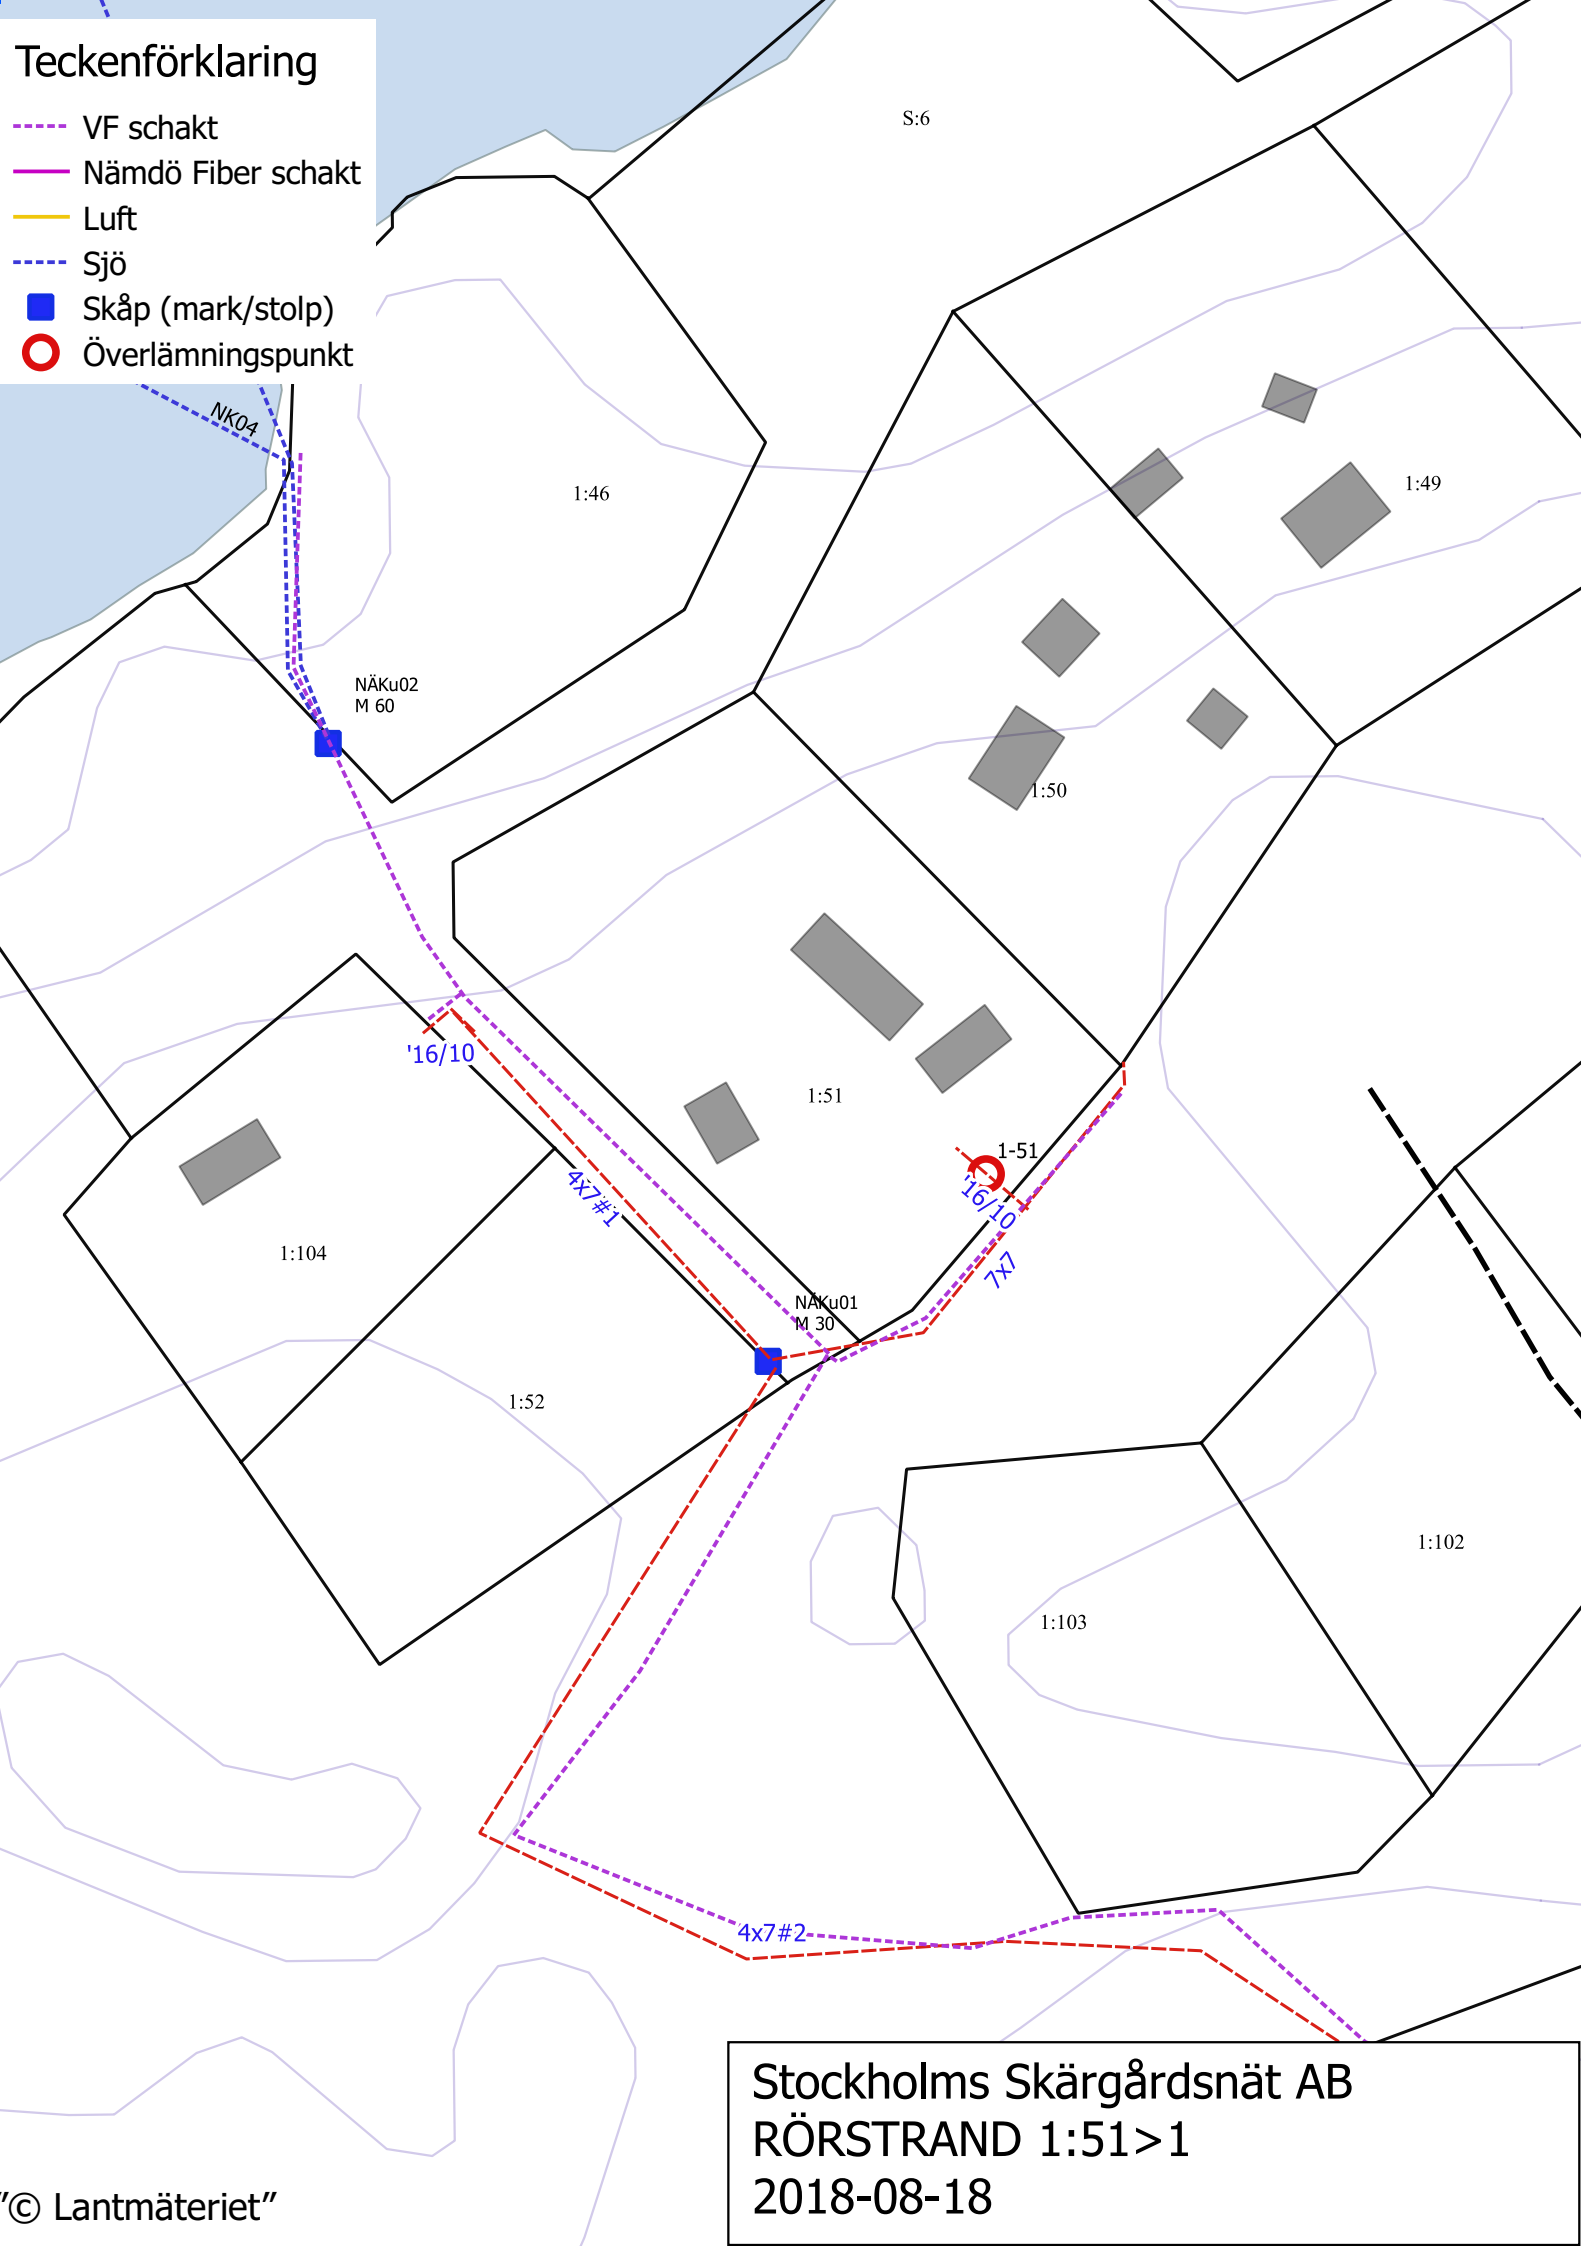 Teckenförklaring
VF schakt
Nämdö Fiber schakt
Luft
Sjö
Skåp (mark/stolp)
Överlämningspunkt
S:6
NK04
1:46
1:49
NÄKu02
M 60
1:50
'16/10
1:51
1-51
'16/10
4x7#1
7x7
1:104
NÄKu01
M 30
1:52
1:102
1:103
4x7#2
Stockholms Skärgårdsnät AB
RÖRSTRAND 1:51>1
2018-08-18
"© Lantmäteriet"